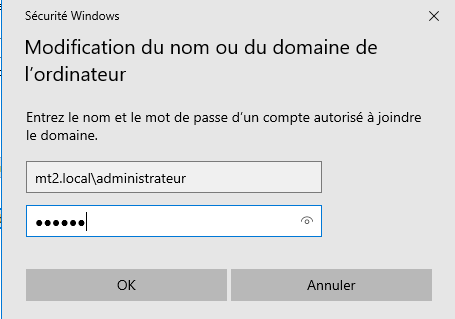 Sécurité Windows
Modification du nom ou du domaine de
l’ordinateur
Entrez le nom et le mot de passe d’un compte autorisé à joindre
le domaine.
mt2.local\administrateur
●●●●●●
OK
Annuler